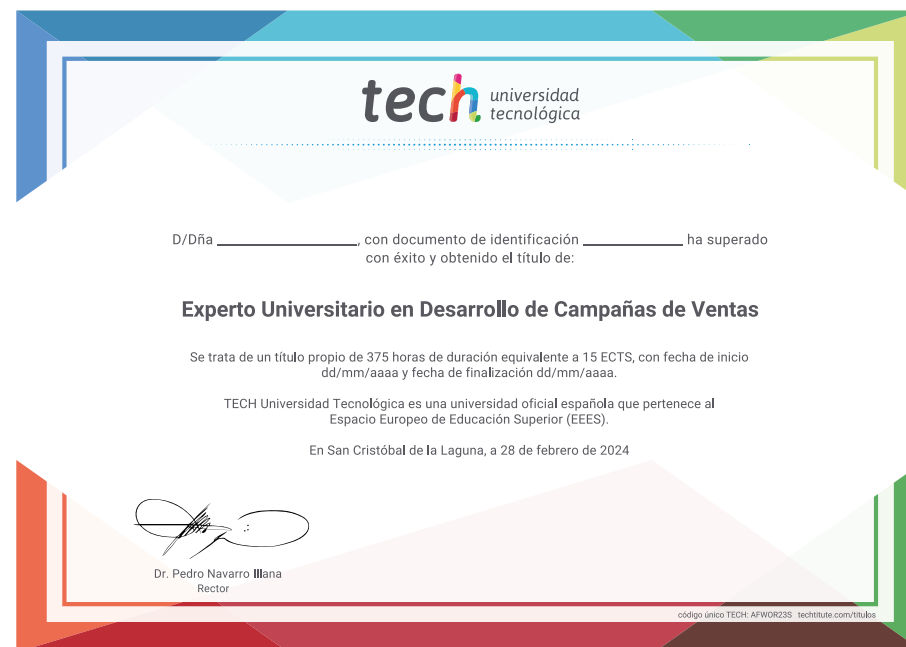 tech universidad
tecnológica
D/Dña ________________, con documento de identificación ____________ ha superado
con éxito y obtenido el título de:
Experto Universitario en Desarrollo de Campañas de Ventas
Se trata de un título propio de 375 horas de duración equivalente a 15 ECTS, con fecha de inicio
dd/mm/aaaa y fecha de finalización dd/mm/aaaa.
TECH Universidad Tecnológica es una universidad oficial española que pertenece al
Espacio Europeo de Educación Superior (EEES).
En San Cristóbal de la Laguna, a 28 de febrero de 2024
Dr. Pedro Navarro Illana
Rector
código único TECH: AFWOR23S techtitute.com/titulos